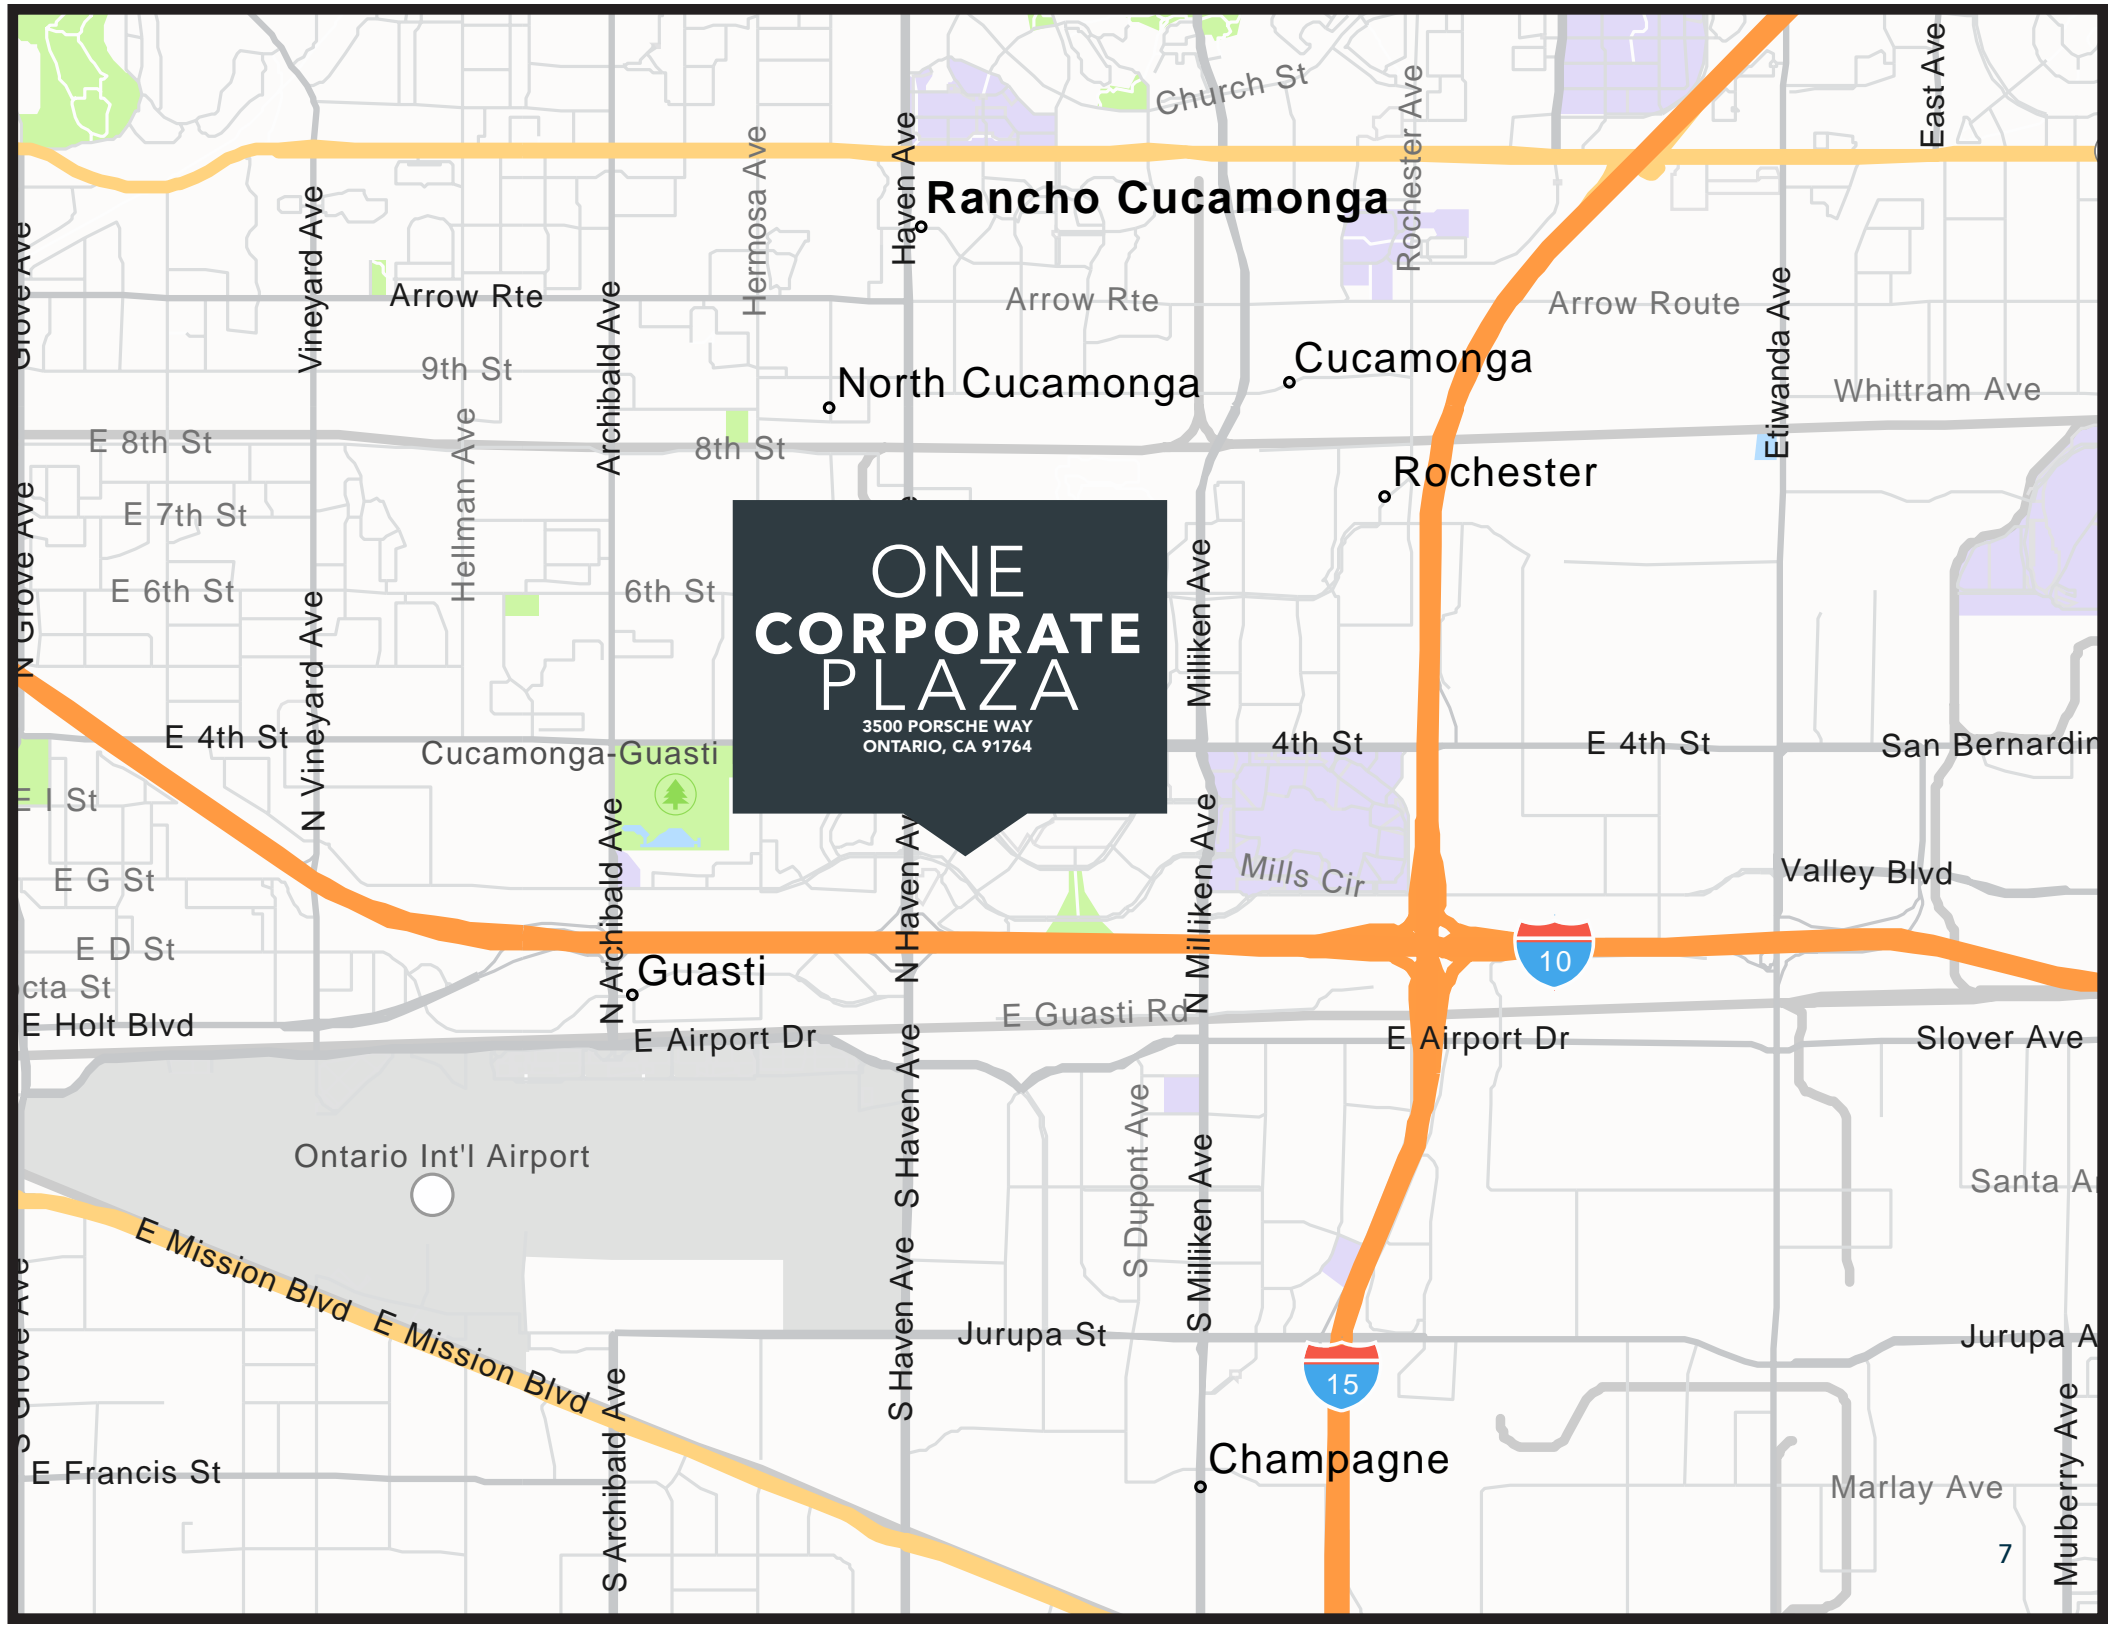 East Ave
Church St
Rochester Ave
Hermosa Ave
Haven Ave
Rancho Cucamonga
Vineyard Ave
Grove Ave
Arrow Rte
Arrow Rte
Arrow Route
Archibald Ave
Etiwanda Ave
9th St
North Cucamonga
Cucamonga
Whittram Ave
E 8th St
Hellman Ave
8th St
Rochester
N Grove Ave
E 7th St
E 6th St
6th St
ONE
CORPORATE
PLAZA
3500 PORSCHE WAY
ONTARIO, CA 91764
Milliken Ave
N Vineyard Ave
E 4th St
Cucamonga-Guasti
4th St
E 4th St
San Bernardin
E I St
N Archibald Ave
N Haven Ave
N Milliken Ave
Mills Cir
Valley Blvd
E G St
E D St
Guasti
10
cta St
E Holt Blvd
E Guasti Rd
E Airport Dr
E Airport Dr
Slover Ave
S Haven Ave
S Dupont Ave
Ontario Int'l Airport
S Milliken Ave
Santa A
E Mission Blvd
E Mission Blvd
S Haven Ave
S Grove Ave
Jurupa St
Jurupa A
15
S Archibald Ave
Champagne
E Francis St
Marlay Ave
Mulberry Ave
7